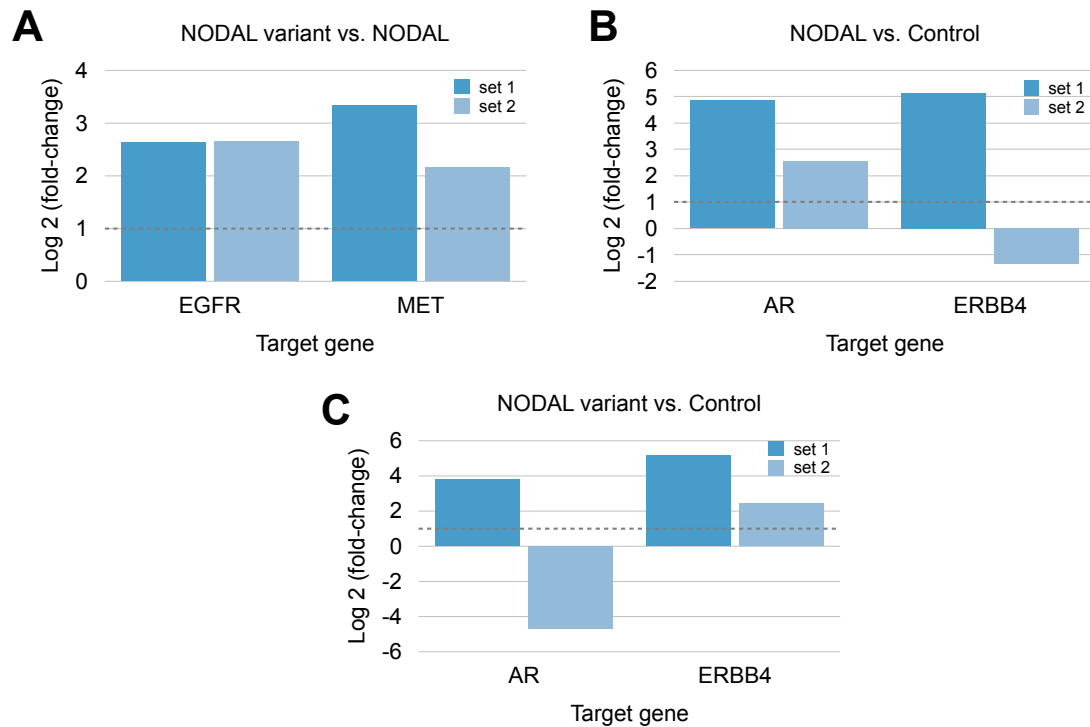 A
NODAL variant vs. NODAL
Log 2 (fold-change)
4
3
2
1
0
set 1
set 2
EGFR
MET
Target gene
B
NODAL vs. Control
Log 2 (fold-change)
6
5
4
3
2
1
0
-1
-2
set 1
set 2
AR
ERBB4
Target gene
C
NODAL variant vs. Control
Log 2 (fold-change)
6
4
2
0
-2
-4
-6
set 1
set 2
AR
ERBB4
Target gene